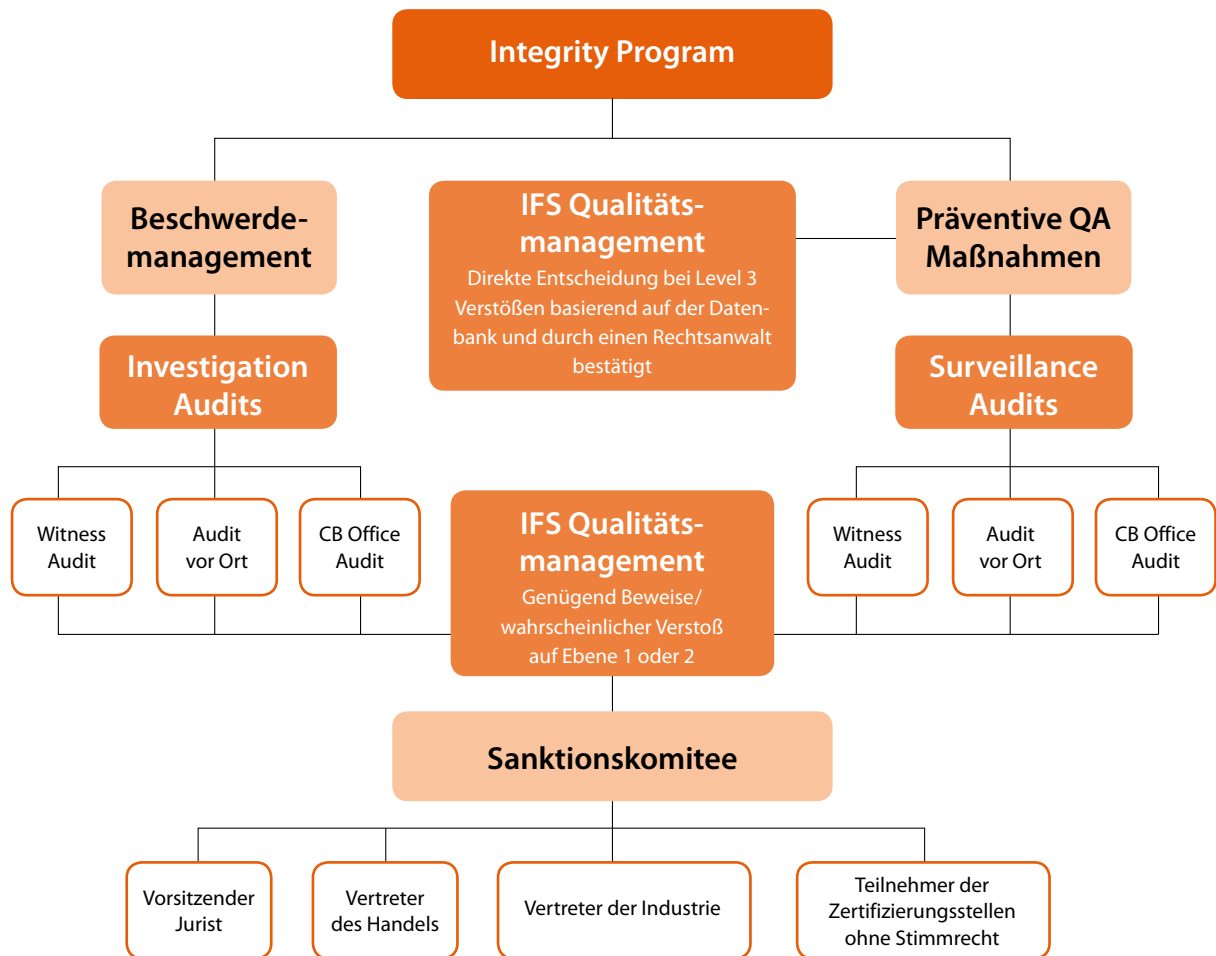 Integrity Program
Beschwerde-
management
IFS Qualitäts-
management
Direkte Entscheidung bei Level 3
Verstößen basierend auf der Daten-
bank und durch einen Rechtsanwalt
bestätigt
Präventive QA
Maßnahmen
Investigation
Audits
Surveillance
Audits
Witness
Audit
Audit
vor Ort
CB Office
Audit
IFS Qualitäts-
management
Genügend Beweise/
wahrscheinlicher Verstoß
auf Ebene 1 oder 2
Witness
Audit
Audit
vor Ort
CB Office
Audit
Sanktionskomitee
Vorsitzender
Jurist
Vertreter
des Handels
Vertreter der Industrie
Teilnehmer der
Zertifizierungsstellen
ohne Stimmrecht